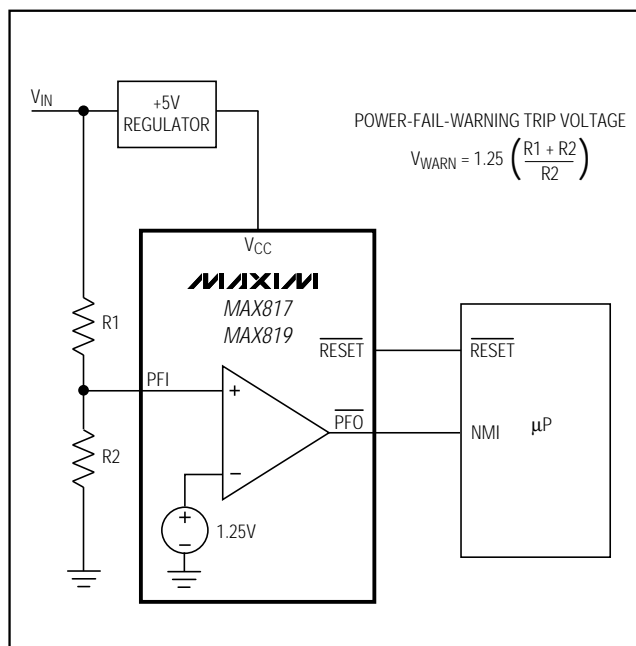 V_IN
+5V
REGULATOR
POWER-FAIL-WARNING TRIP VOLTAGE
V_WARN = 1.25 (R1 + R2 / R2)
V_CC
MAXIM
MAX817
MAX819
R1
RESET
RESET
PFI
+
PFO
NMI
µP
R2
−
+
−
1.25V